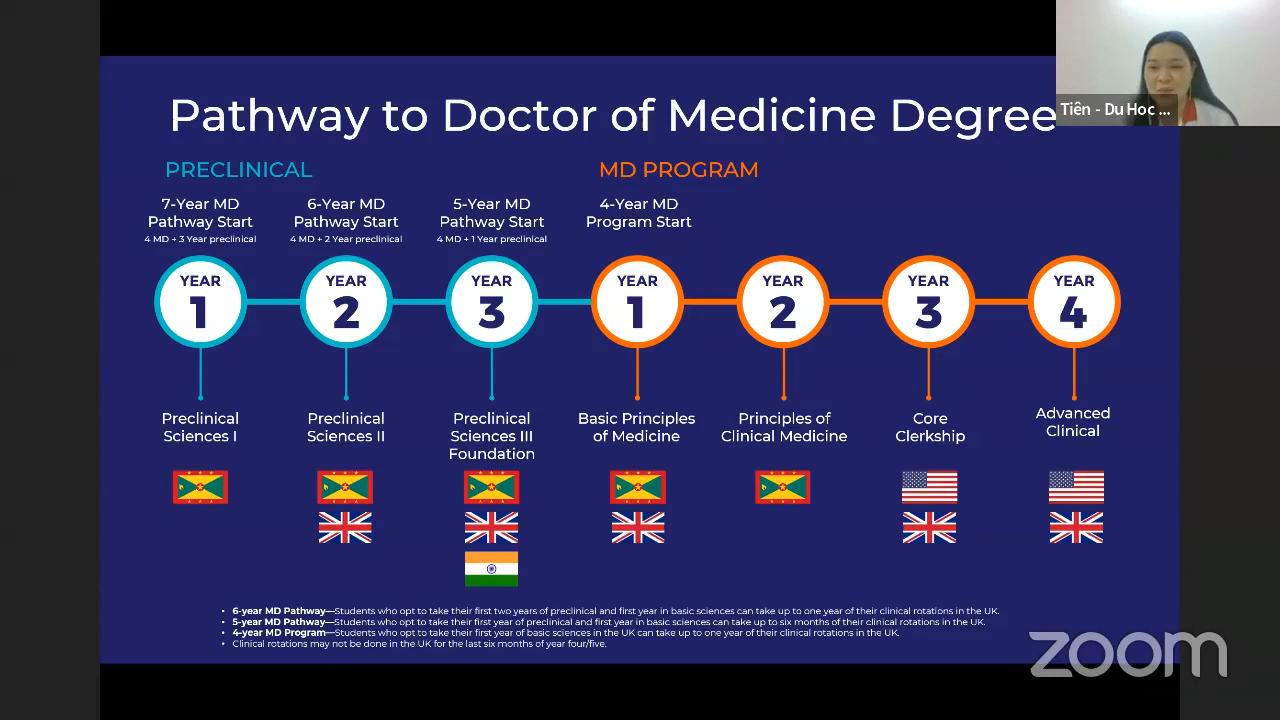 Pathway to Doctor of Medicine Degree
Tiên - Du Hoc ...
PRECLINICAL
MD PROGRAM
7-Year MD
Pathway Start
4 MD + 3 Year preclinical
6-Year MD
Pathway Start
4 MD + 2 Year preclinical
5-Year MD
Pathway Start
4 MD + 1 Year preclinical
4-Year MD
Program Start
YEAR
1
YEAR
2
YEAR
3
YEAR
1
YEAR
2
YEAR
3
YEAR
4
Preclinical
Sciences I
Preclinical
Sciences II
Preclinical
Sciences III
Foundation
Basic Principles
of Medicine
Principles of
Clinical Medicine
Core
Clerkship
Advanced
Clinical
• 6-year MD Pathway—Students who opt to take their first two years of preclinical and first year in basic sciences can take up to one year of their clinical rotations in the UK.
• 5-year MD Pathway—Students who opt to take their first year of preclinical and first year in basic sciences can take up to six months of their clinical rotations in the UK.
• 4-year MD Program—Students who opt to take their first year of basic sciences in the UK can take up to one year of their clinical rotations in the UK.
• Clinical rotations may not be done in the UK for the last six months of year four/five.
zoom